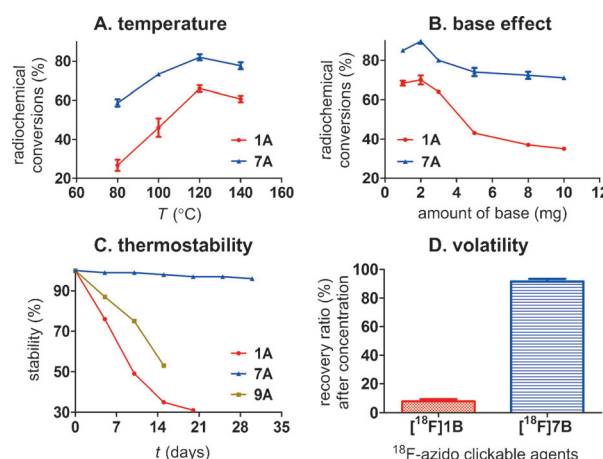 A. temperature
radiochemical
conversions (%)
80
60
40
20
60
80
100
120
140
160
T (°C)
1A
7A
B. base effect
radiochemical
conversions (%)
80
60
40
20
0
2
4
6
8
10
12
amount of base (mg)
1A
7A
C. thermostability
stability (%)
90
70
50
30
0
7
14
21
28
35
t (days)
1A
7A
9A
D. volatility
recovery ratio (%)
after concentration
100
80
60
40
20
0
[¹⁸F]1B
[¹⁸F]7B
¹⁸F-azido clickable agents